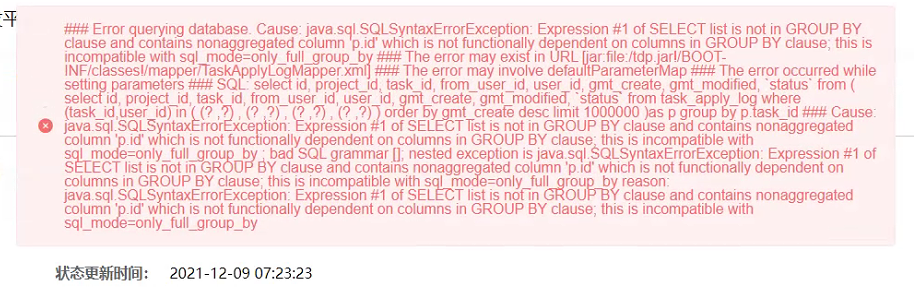 ### Error querying database. Cause: java.sql.SQLSyntaxErrorException: Expression #1 of SELECT list is not in GROUP BY
clause and contains nonaggregated column 'p.id' which is not functionally dependent on columns in GROUP BY clause; this is
incompatible with sql_mode=only_full_group_by ### The error may exist in URL [jar:file:/tdp.jar!/BOOT-
INF/classes!/mapper/TaskApplyLogMapper.xml] ### The error may involve defaultParameterMap ### The error occurred while
setting parameters ### SQL: select id, project_id, task_id, from_user_id, user_id, gmt_create, gmt_modified, `status` from (
select id, project_id, task_id, from_user_id, user_id, gmt_create, gmt_modified, `status` from task_apply_log where
(task_id,user_id) in ( (? ,?) , (? ,?) , (? ,?) , (? ,?) ) order by gmt_create desc limit 1000000 )as p group by p.task_id ### Cause:
java.sql.SQLSyntaxErrorException: Expression #1 of SELECT list is not in GROUP BY clause and contains nonaggregated
column 'p.id' which is not functionally dependent on columns in GROUP BY clause; this is incompatible with
sql_mode=only_full_group_by ; bad SQL grammar []; nested exception is java.sql.SQLSyntaxErrorException: Expression #1 of
SELECT list is not in GROUP BY clause and contains nonaggregated column 'p.id' which is not functionally dependent on
columns in GROUP BY clause; this is incompatible with sql_mode=only_full_group_by reason:
java.sql.SQLSyntaxErrorException: Expression #1 of SELECT list is not in GROUP BY clause and contains nonaggregated
column 'p.id' which is not functionally dependent on columns in GROUP BY clause; this is incompatible with
sql_mode=only_full_group_by
状态更新时间： 2021-12-09 07:23:23